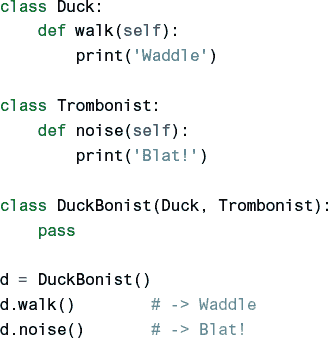 class Duck:
    def walk(self):
        print('Waddle')

class Trombonist:
    def noise(self):
        print('Blat!')

class DuckBonist(Duck, Trombonist):
    pass

d = DuckBonist()
d.walk()        # -> Waddle
d.noise()       # -> Blat!